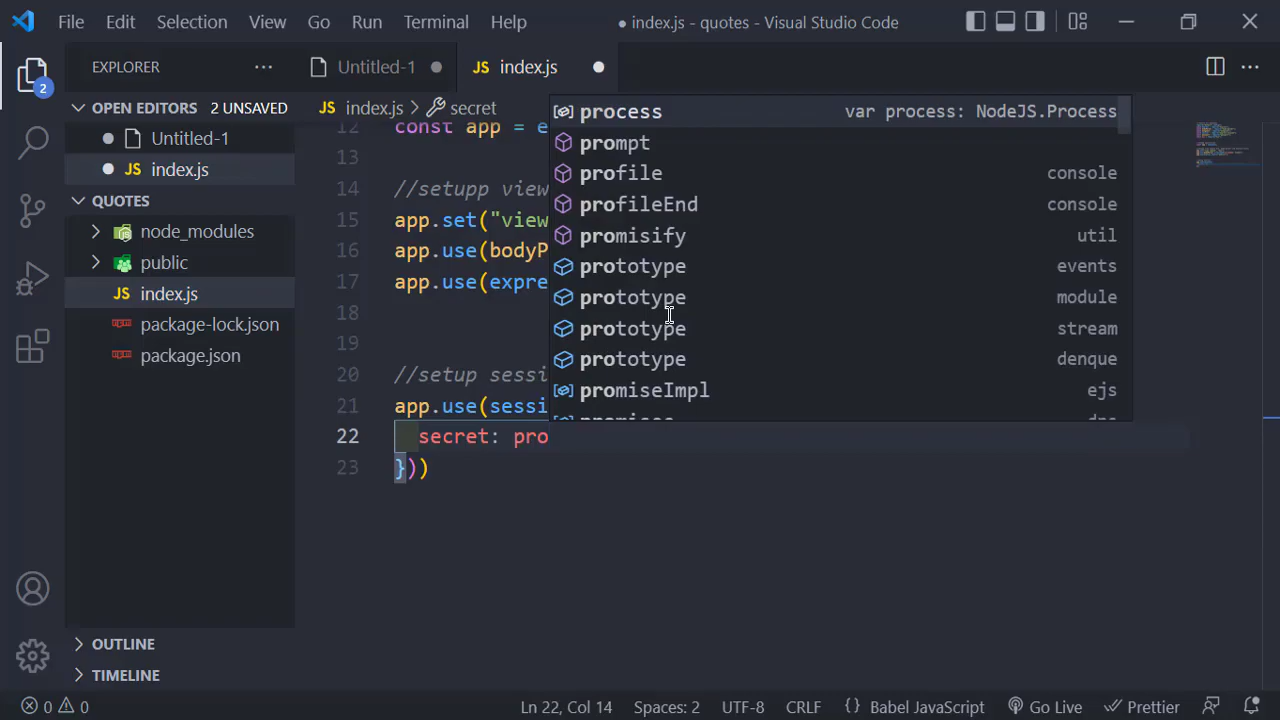 File Edit Selection View Go Run Terminal Help
● index.js - quotes - Visual Studio Code
2
EXPLORER
OPEN EDITORS 2 UNSAVED
Untitled-1
JS index.js
QUOTES
node_modules
public
JS index.js
package-lock.json
package.json
OUTLINE
TIMELINE
Untitled-1
JS index.js
JS index.js > secret
12 const app = e
13
14 //setupp view
15 app.set("view
16 app.use(bodyP
17 app.use(expre
18
19
20 //setup sessi
21 app.use(sessi
22 secret: pro
23 }))
process var process: NodeJS.Process
prompt
profile console
profileEnd console
promisify util
prototype events
prototype module
prototype stream
prototype denque
promiseImpl ejs
0 0
Ln 22, Col 14 Spaces: 2 UTF-8 CRLF {} Babel JavaScript Go Live Prettier